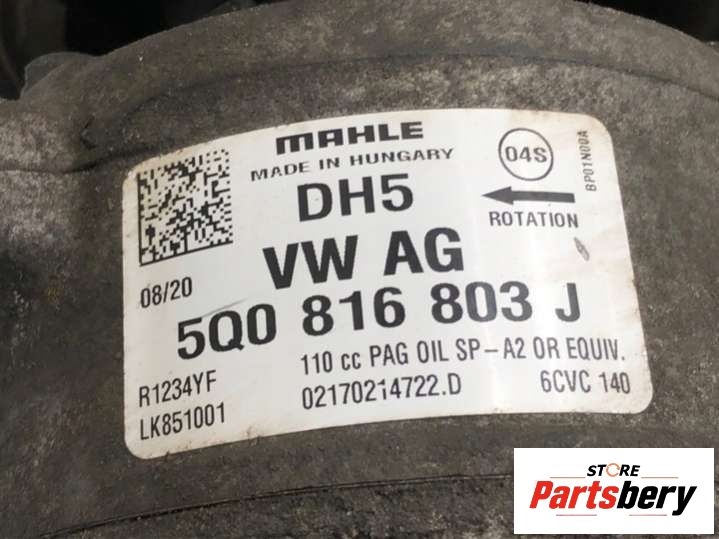 MAHLE
MADE IN HUNGARY
04S
BP01N00A
DH5
ROTATION
VW AG
08/20
5Q0 816 803 J
110 cc PAG OIL SP-A2 OR EQUIV.
R1234YF
02170214722.D
6CVC 140
LK851001
STORE
Partsbery